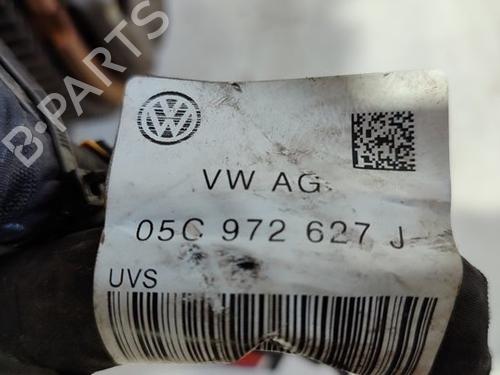 B-PARTS
VW AG.
05C 972 627 J
UVS